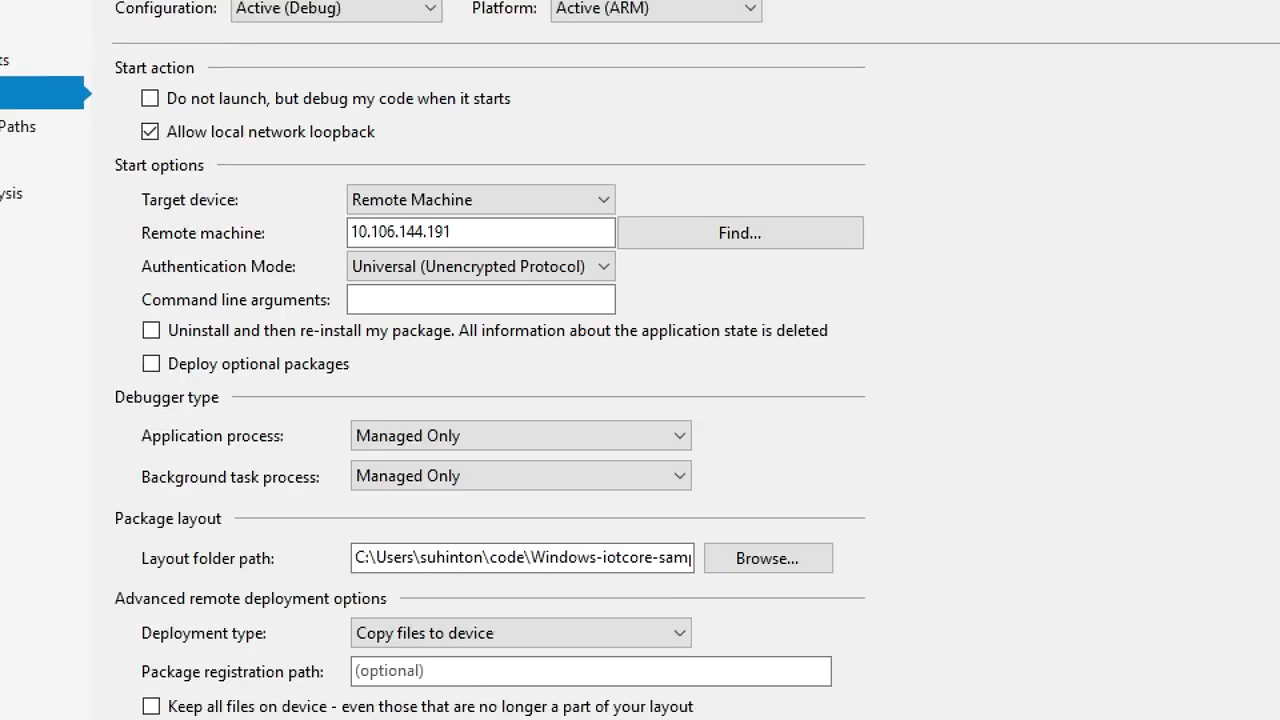 Configuration: Active (Debug) Platform: Active (ARM)
ts
Start action
Do not launch, but debug my code when it starts
Paths
Allow local network loopback
Start options
ysis
Target device: Remote Machine
Remote machine: 10.106.144.191 Find...
Authentication Mode: Universal (Unencrypted Protocol)
Command line arguments:
Uninstall and then re-install my package. All information about the application state is deleted
Deploy optional packages
Debugger type
Application process: Managed Only
Background task process: Managed Only
Package layout
Layout folder path: C:\Users\suhinton\code\Windows-iotcore-samp Browse...
Advanced remote deployment options
Deployment type: Copy files to device
Package registration path: (optional)
Keep all files on device - even those that are no longer a part of your layout